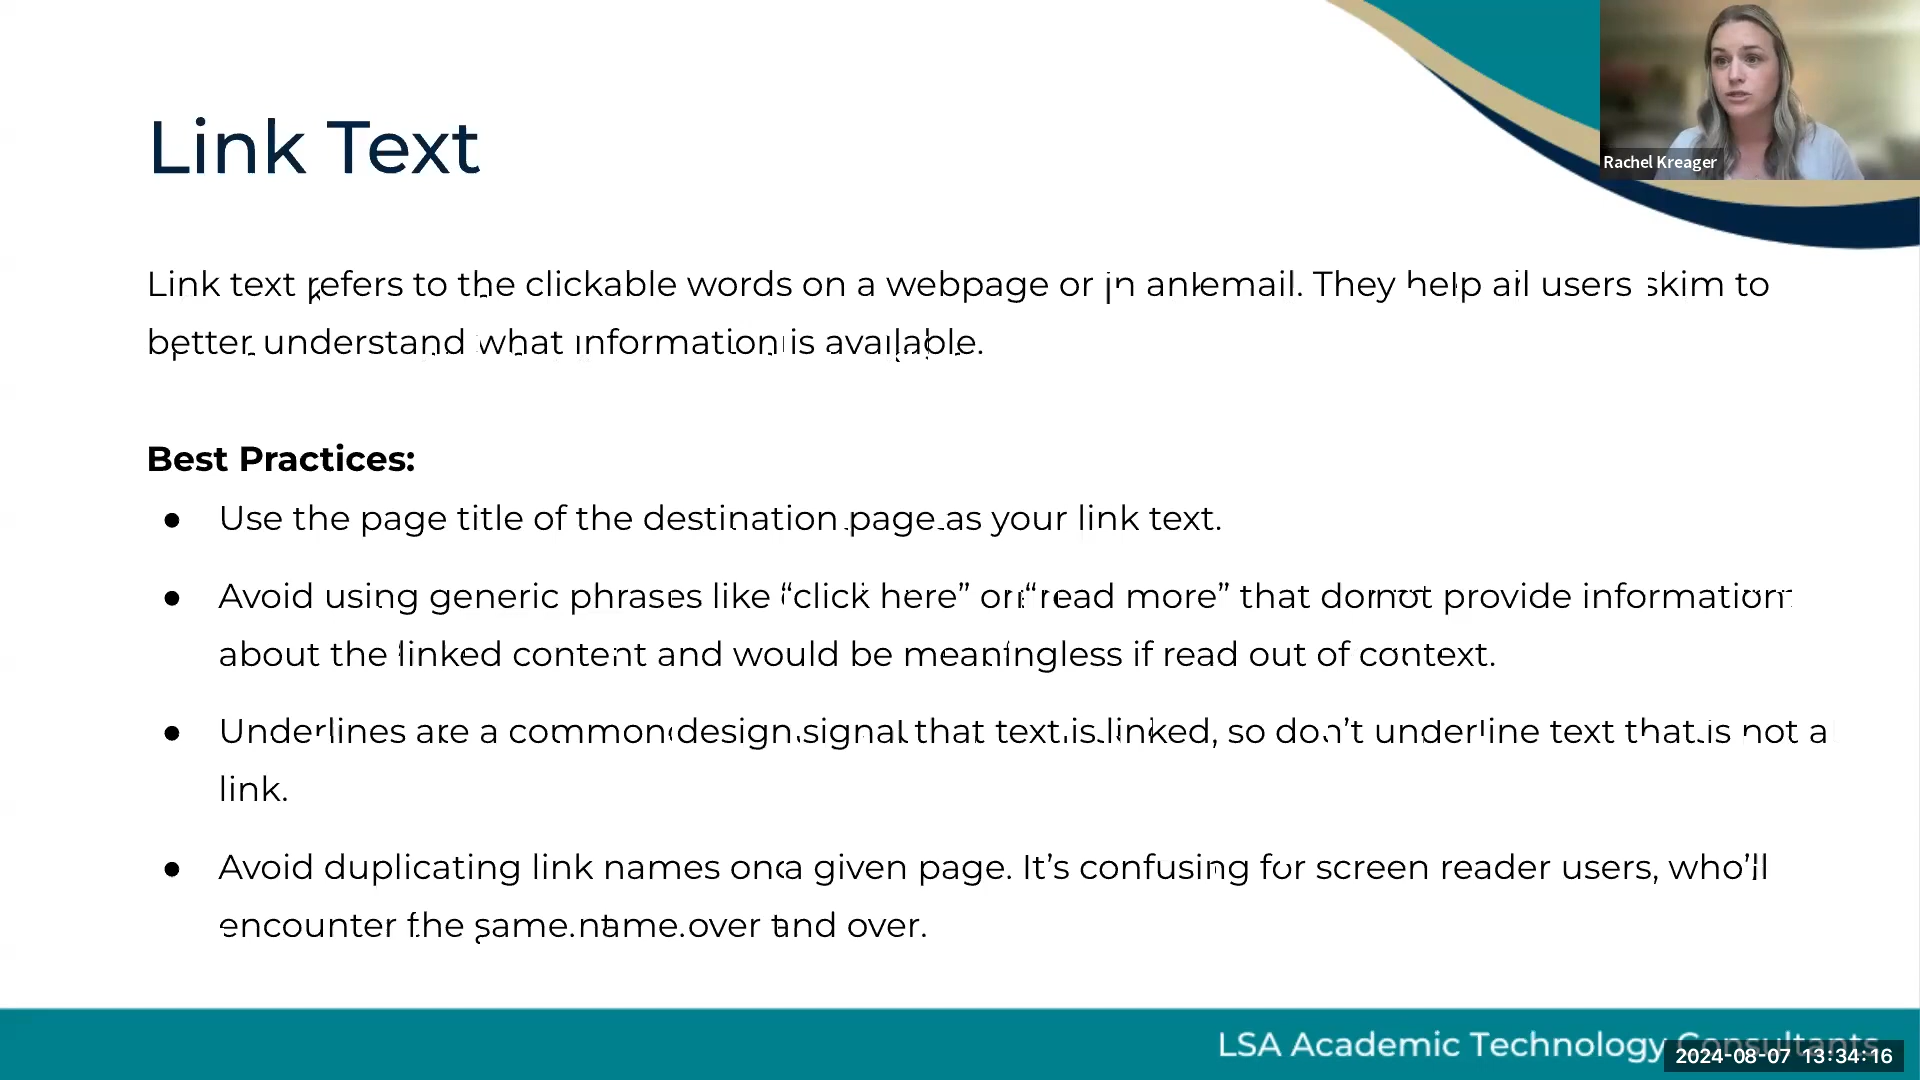 Rachel Kreager
Link Text
Link text refers to the clickable words on a webpage or in an email. They help all users skim to
better understand what information is available.
Best Practices:
● Use the page title of the destination page as your link text.
● Avoid using generic phrases like “click here” or “read more” that do not provide information
about the linked content and would be meaningless if read out of context.
● Underlines are a common design signal that text is linked, so don’t underline text that is not a
link.
● Avoid duplicating link names on a given page. It’s confusing for screen reader users, who’ll
encounter the same name over and over.
LSA Academic Technology Consultants
2024-08-07 13:34:16